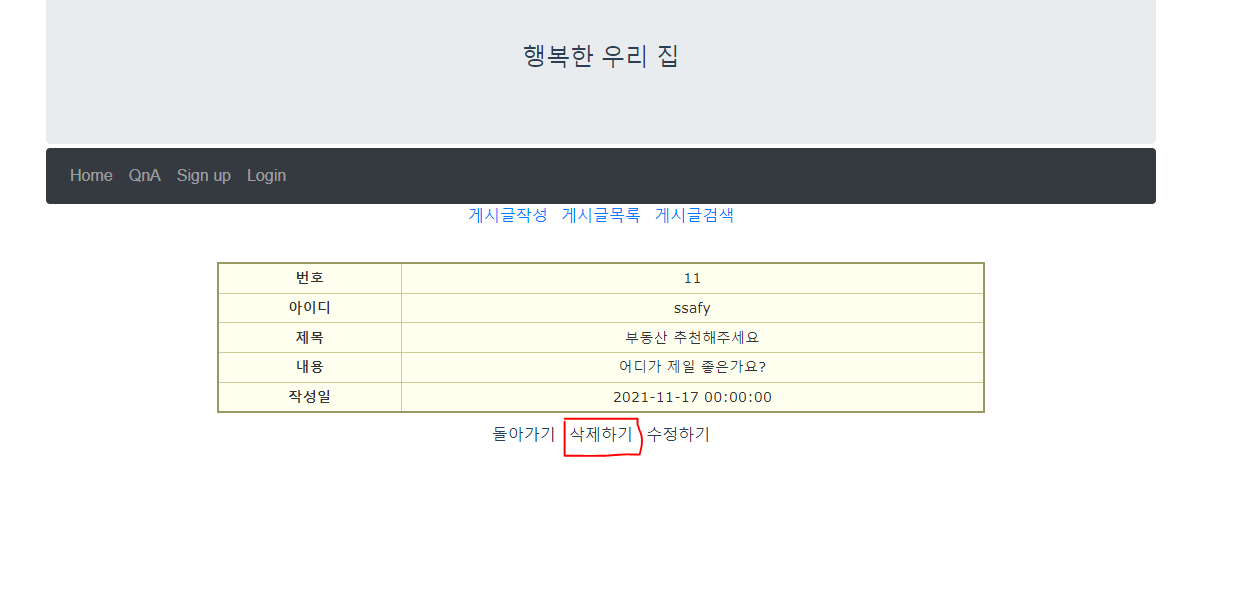 행복한 우리 집
Home QnA Sign up Login
게시글작성 게시글목록 게시글검색
번호 11
아이디 ssafy
제목 부동산 추천해주세요
내용 어디가 제일 좋은가요?
작성일 2021-11-17 00:00:00
돌아가기 삭제하기 수정하기